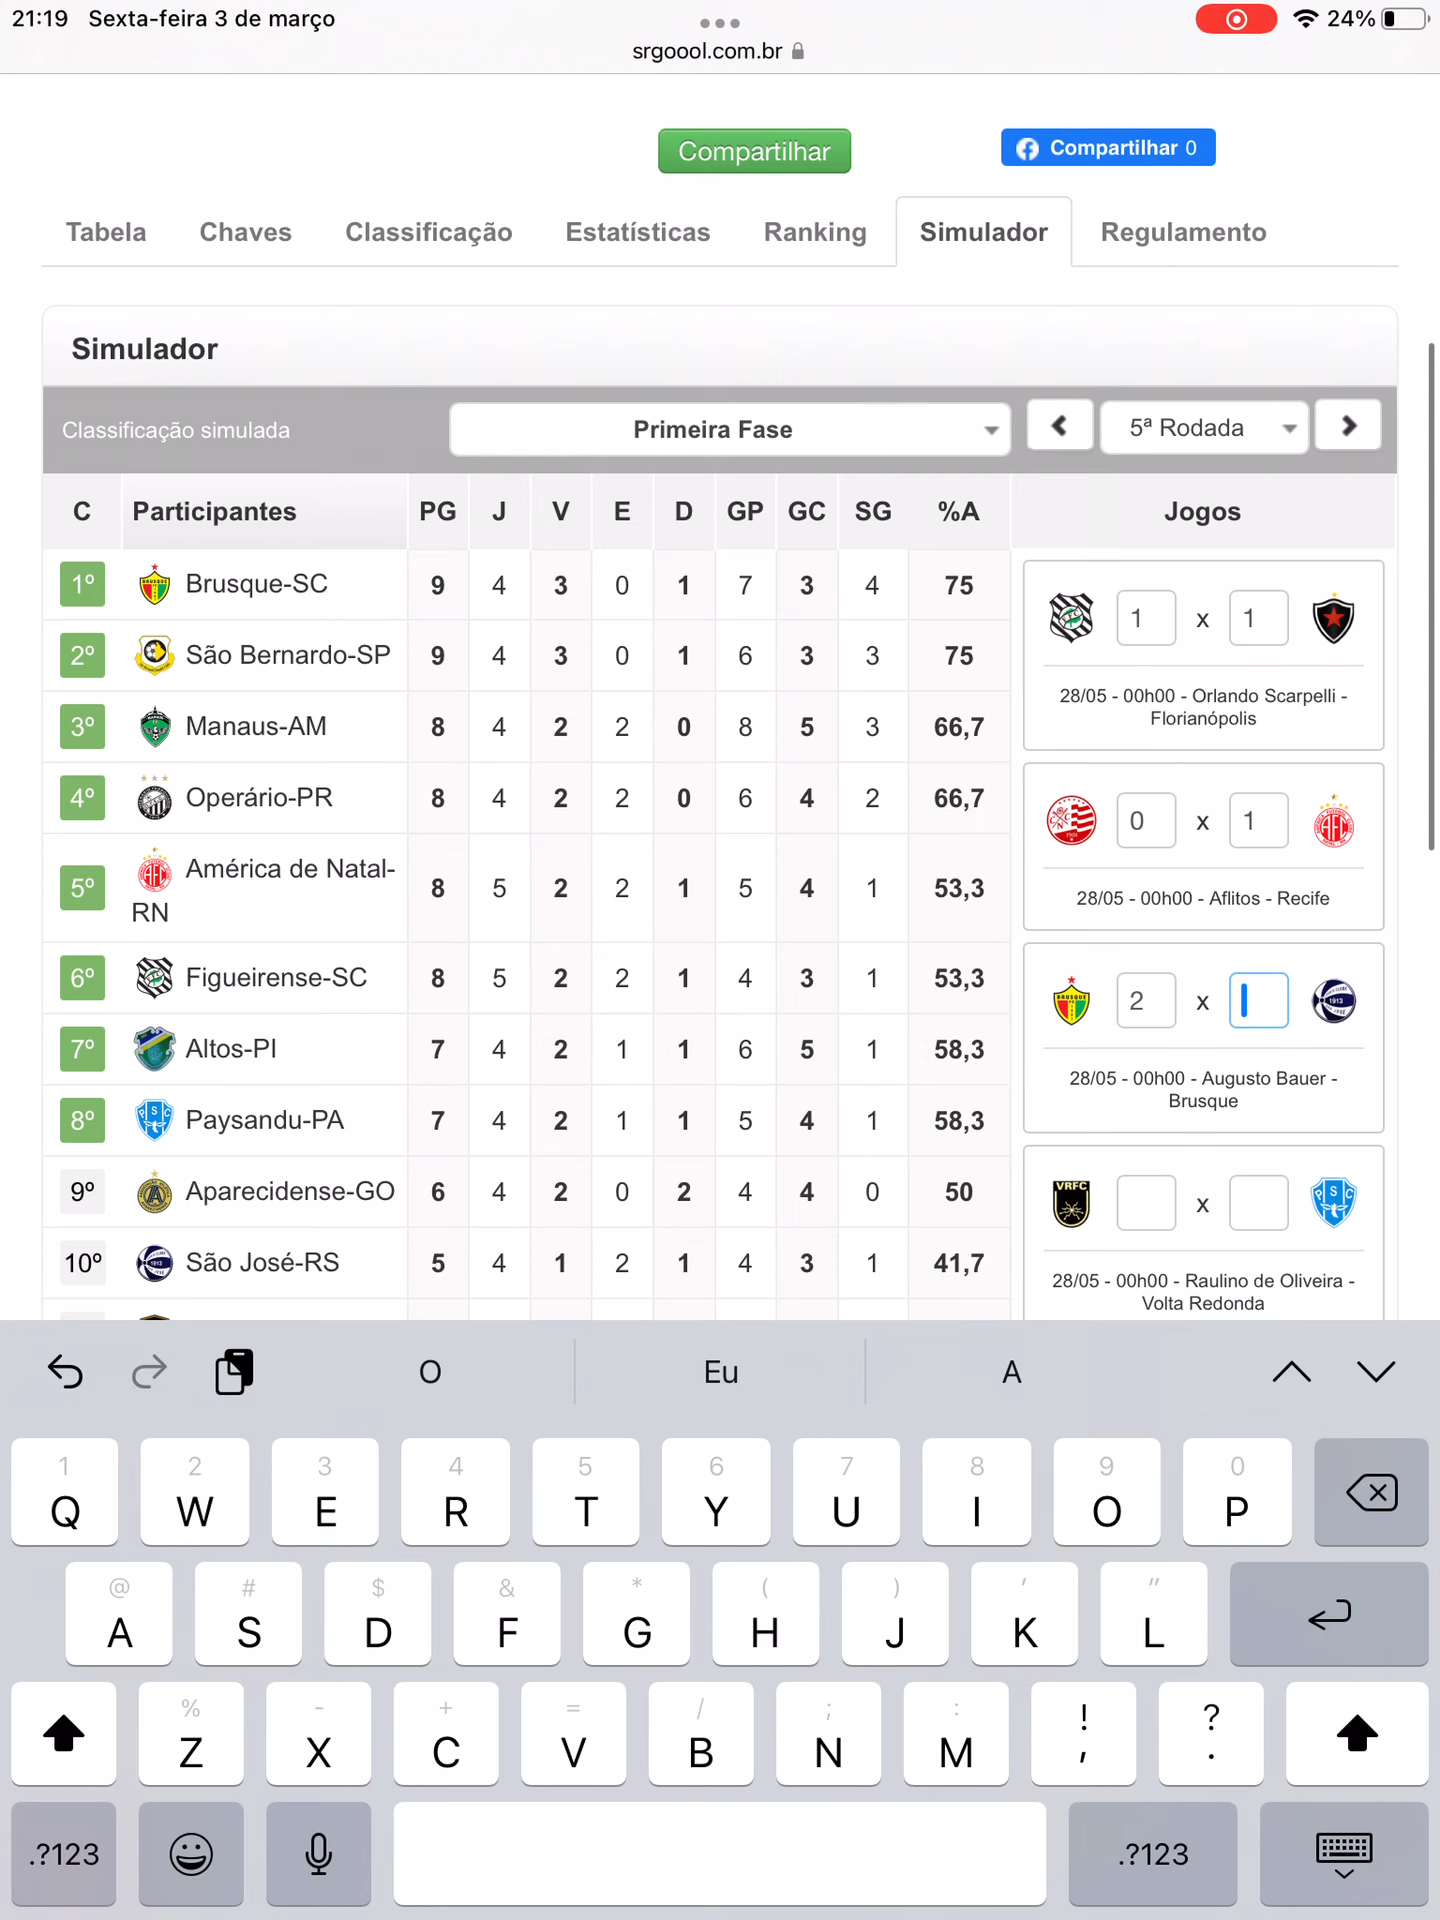 21:19 Sexta-feira 3 de março
24%
srgoool.com.br
Compartilhar
Compartilhar 0
Tabela Chaves Classificação Estatísticas Ranking Simulador Regulamento
Simulador
Classificação simulada Primeira Fase 5ª Rodada
C Participantes PG J V E D GP GC SG %A Jogos
1º Brusque-SC 9 4 3 0 1 7 3 4 75
1 x 1
2º São Bernardo-SP 9 4 3 0 1 6 3 3 75
28/05 - 00h00 - Orlando Scarpelli -
Florianópolis
3º Manaus-AM 8 4 2 2 0 8 5 3 66,7
4º Operário-PR 8 4 2 2 0 6 4 2 66,7
0 x 1
5º América de Natal-
RN 8 5 2 2 1 5 4 1 53,3
28/05 - 00h00 - Aflitos - Recife
6º Figueirense-SC 8 5 2 2 1 4 3 1 53,3
2 x
7º Altos-PI 7 4 2 1 1 6 5 1 58,3
28/05 - 00h00 - Augusto Bauer -
Brusque
8º Paysandu-PA 7 4 2 1 1 5 4 1 58,3
9º Aparecidense-GO 6 4 2 0 2 4 4 0 50
VRFC x PSC
10º São José-RS 5 4 1 2 1 4 3 1 41,7
28/05 - 00h00 - Raulino de Oliveira -
Volta Redonda
O Eu A
1 2 3 4 5 6 7 8 9 0
Q W E R T Y U I O P
@ # $ & * ( ) ' "
A S D F G H J K L
% - + = / ; : ! ?
Z X C V B N M , .
.?123 .?123